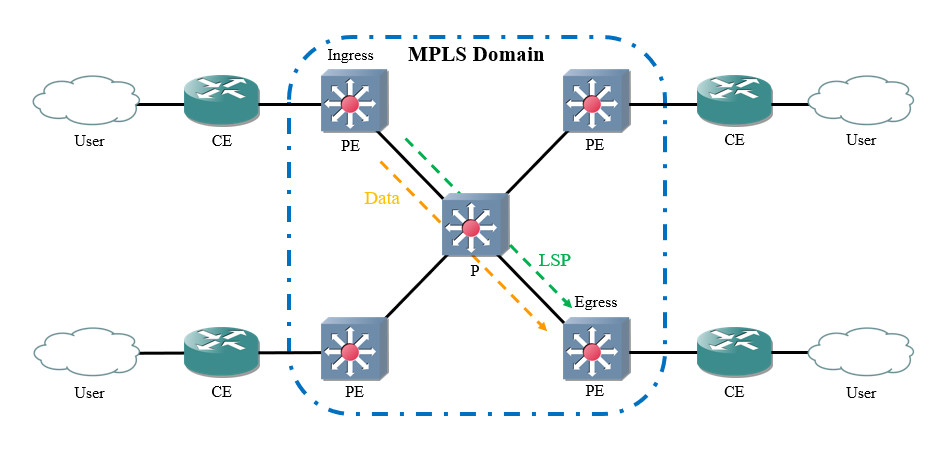 Ingress
MPLS Domain
User
CE
PE
PE
CE
User
Data
LSP
P
Egress
User
CE
PE
PE
CE
User